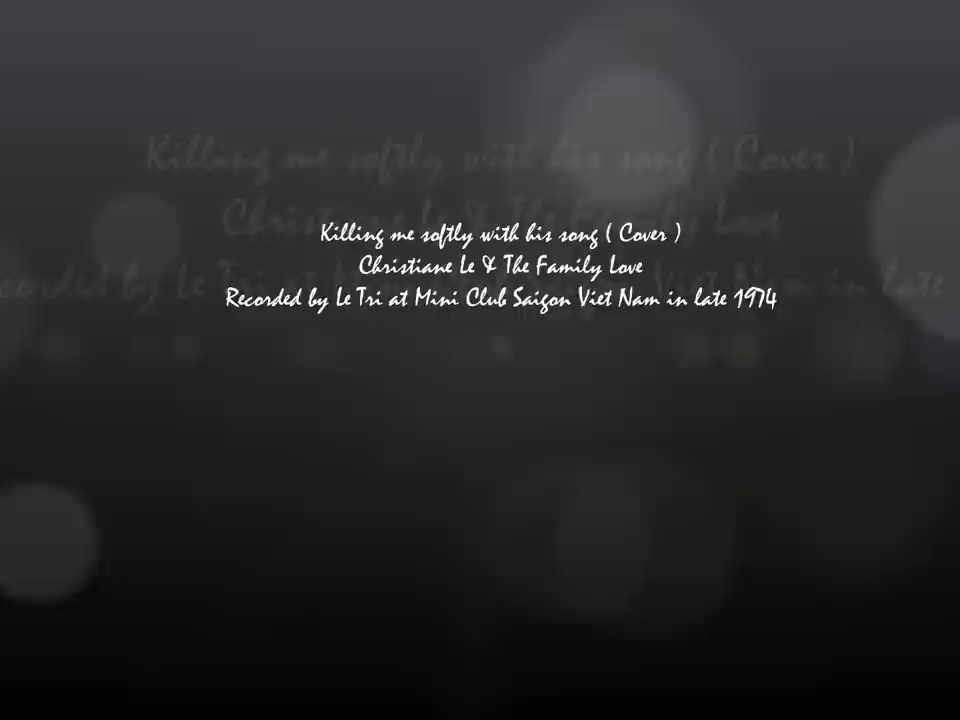 Killing me softly with his song ( Cover )
Christiane Le & The Family Love
Recorded by Le Tri at Mini Club Saigon Viet Nam in late 1974